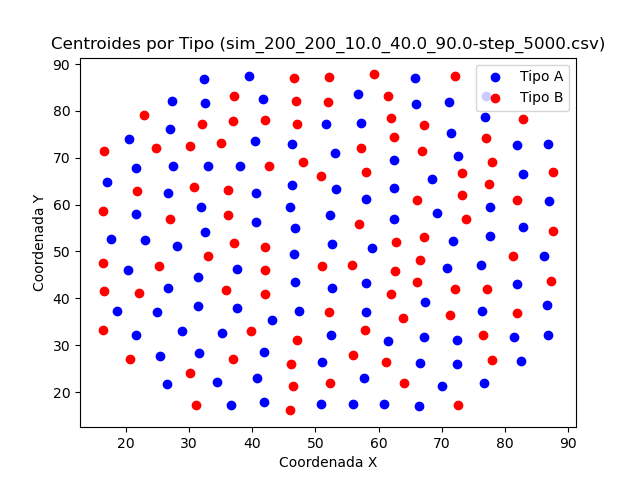 Centroides por Tipo (sim_200_200_10.0_40.0_90.0-step_5000.csv)
90
80
70
60
50
40
30
20
Coordenada Y
Tipo A
Tipo B
20 30 40 50 60 70 80 90
Coordenada X